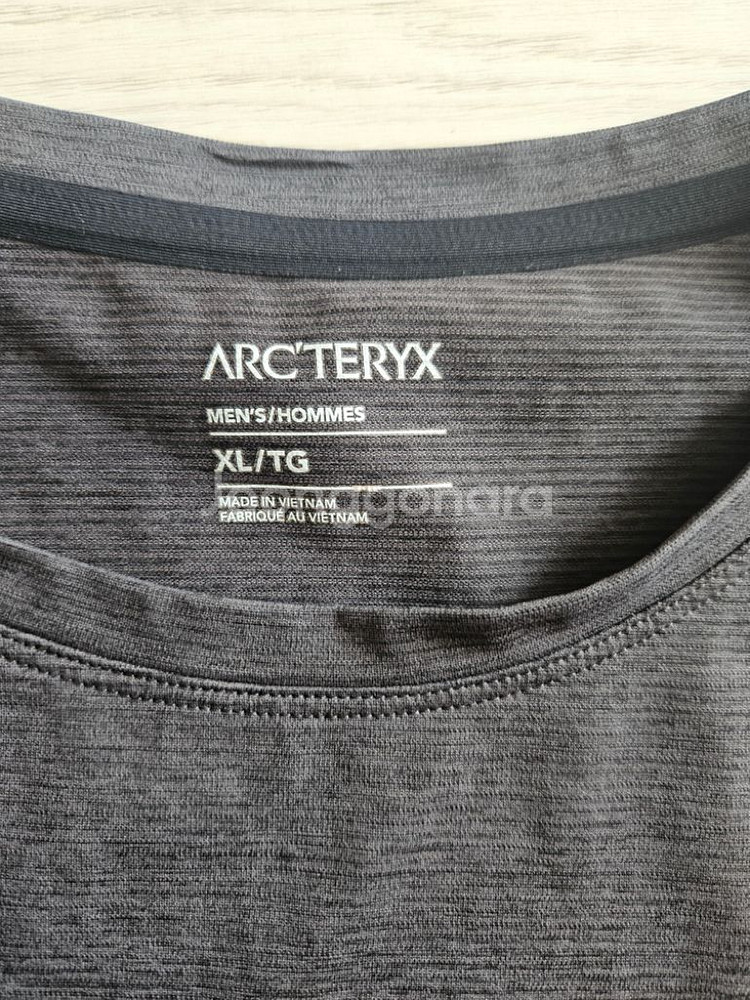 ARC'TERYX
MEN'S/HOMMES
XL/TG
MADE IN VIETNAM
FABRIQUÉ AU VIETNAM